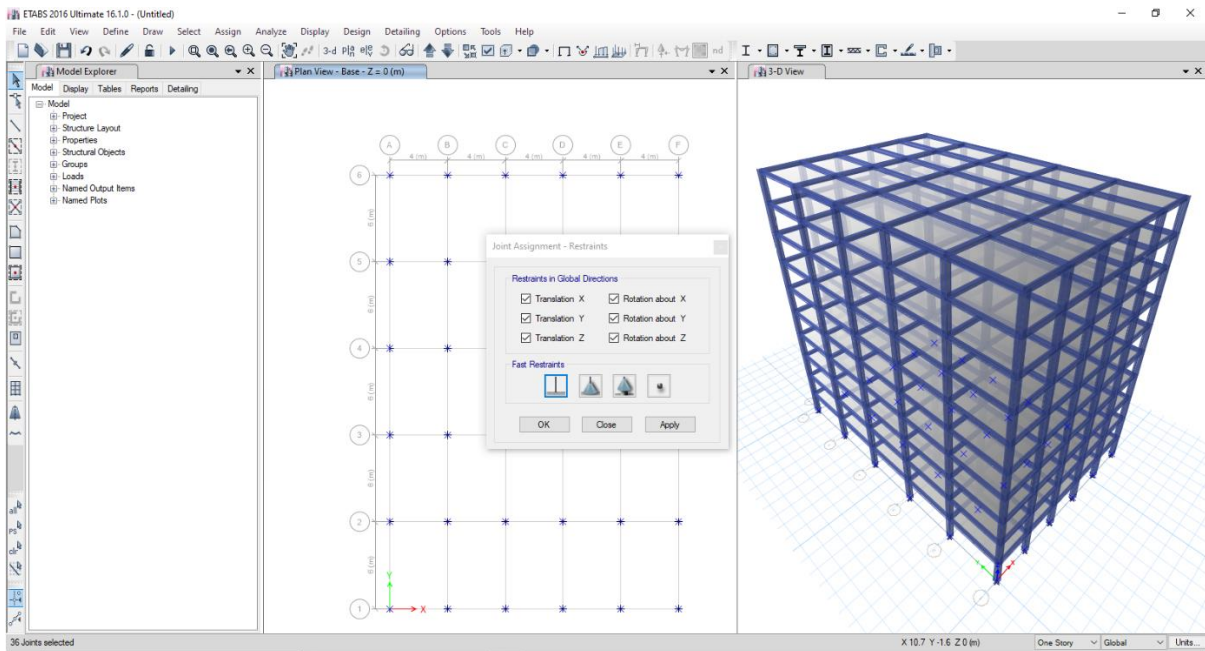 ETABS 2016 Ultimate 16.1.0 - (Untitled)
File Edit View Define Draw Select Assign Analyze Display Design Detailing Options Tools Help
3-d
nd
Model Explorer
Model Display Tables Reports Detailing
Model
Project
Structure Layout
Properties
Structural Objects
Groups
Loads
Named Output Items
Named Plots
all
ps
clr
Plan View - Base - Z = 0 (m)
A B C D E F
4 (m) 4 (m) 4 (m) 4 (m) 4 (m)
6
6 (m)
5
6 (m)
4
6 (m)
3
6 (m)
2
6 (m)
1
Y
X
Joint Assignment - Restraints
Restraints in Global Directions
Translation X Rotation about X
Translation Y Rotation about Y
Translation Z Rotation about Z
Fast Restraints
OK Close Apply
3-D View
Y X
36 Joints selected
X 10.7 Y -1.6 Z 0 (m)
One Story Global Units...